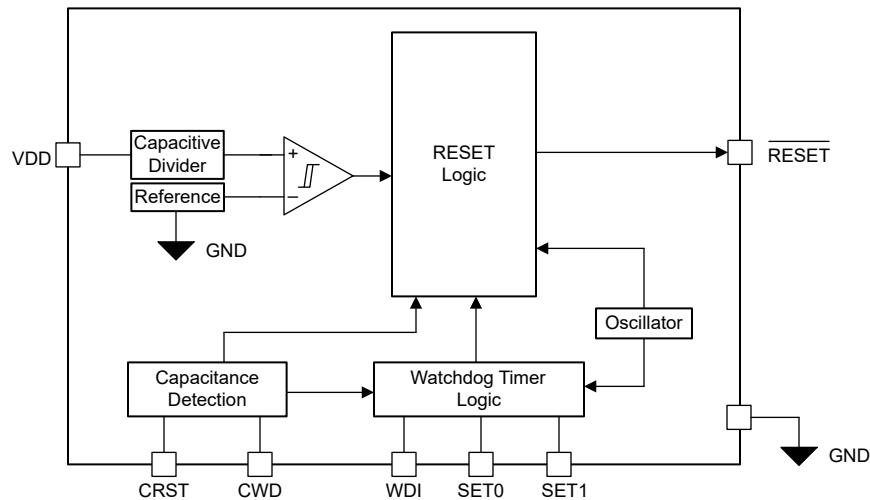 VDD
Capacitive
Divider
+
Reference
−
GND
RESET
Logic
RESET
Oscillator
Capacitance
Detection
Watchdog Timer
Logic
CRST
CWD
WDI
SET0
SET1
GND